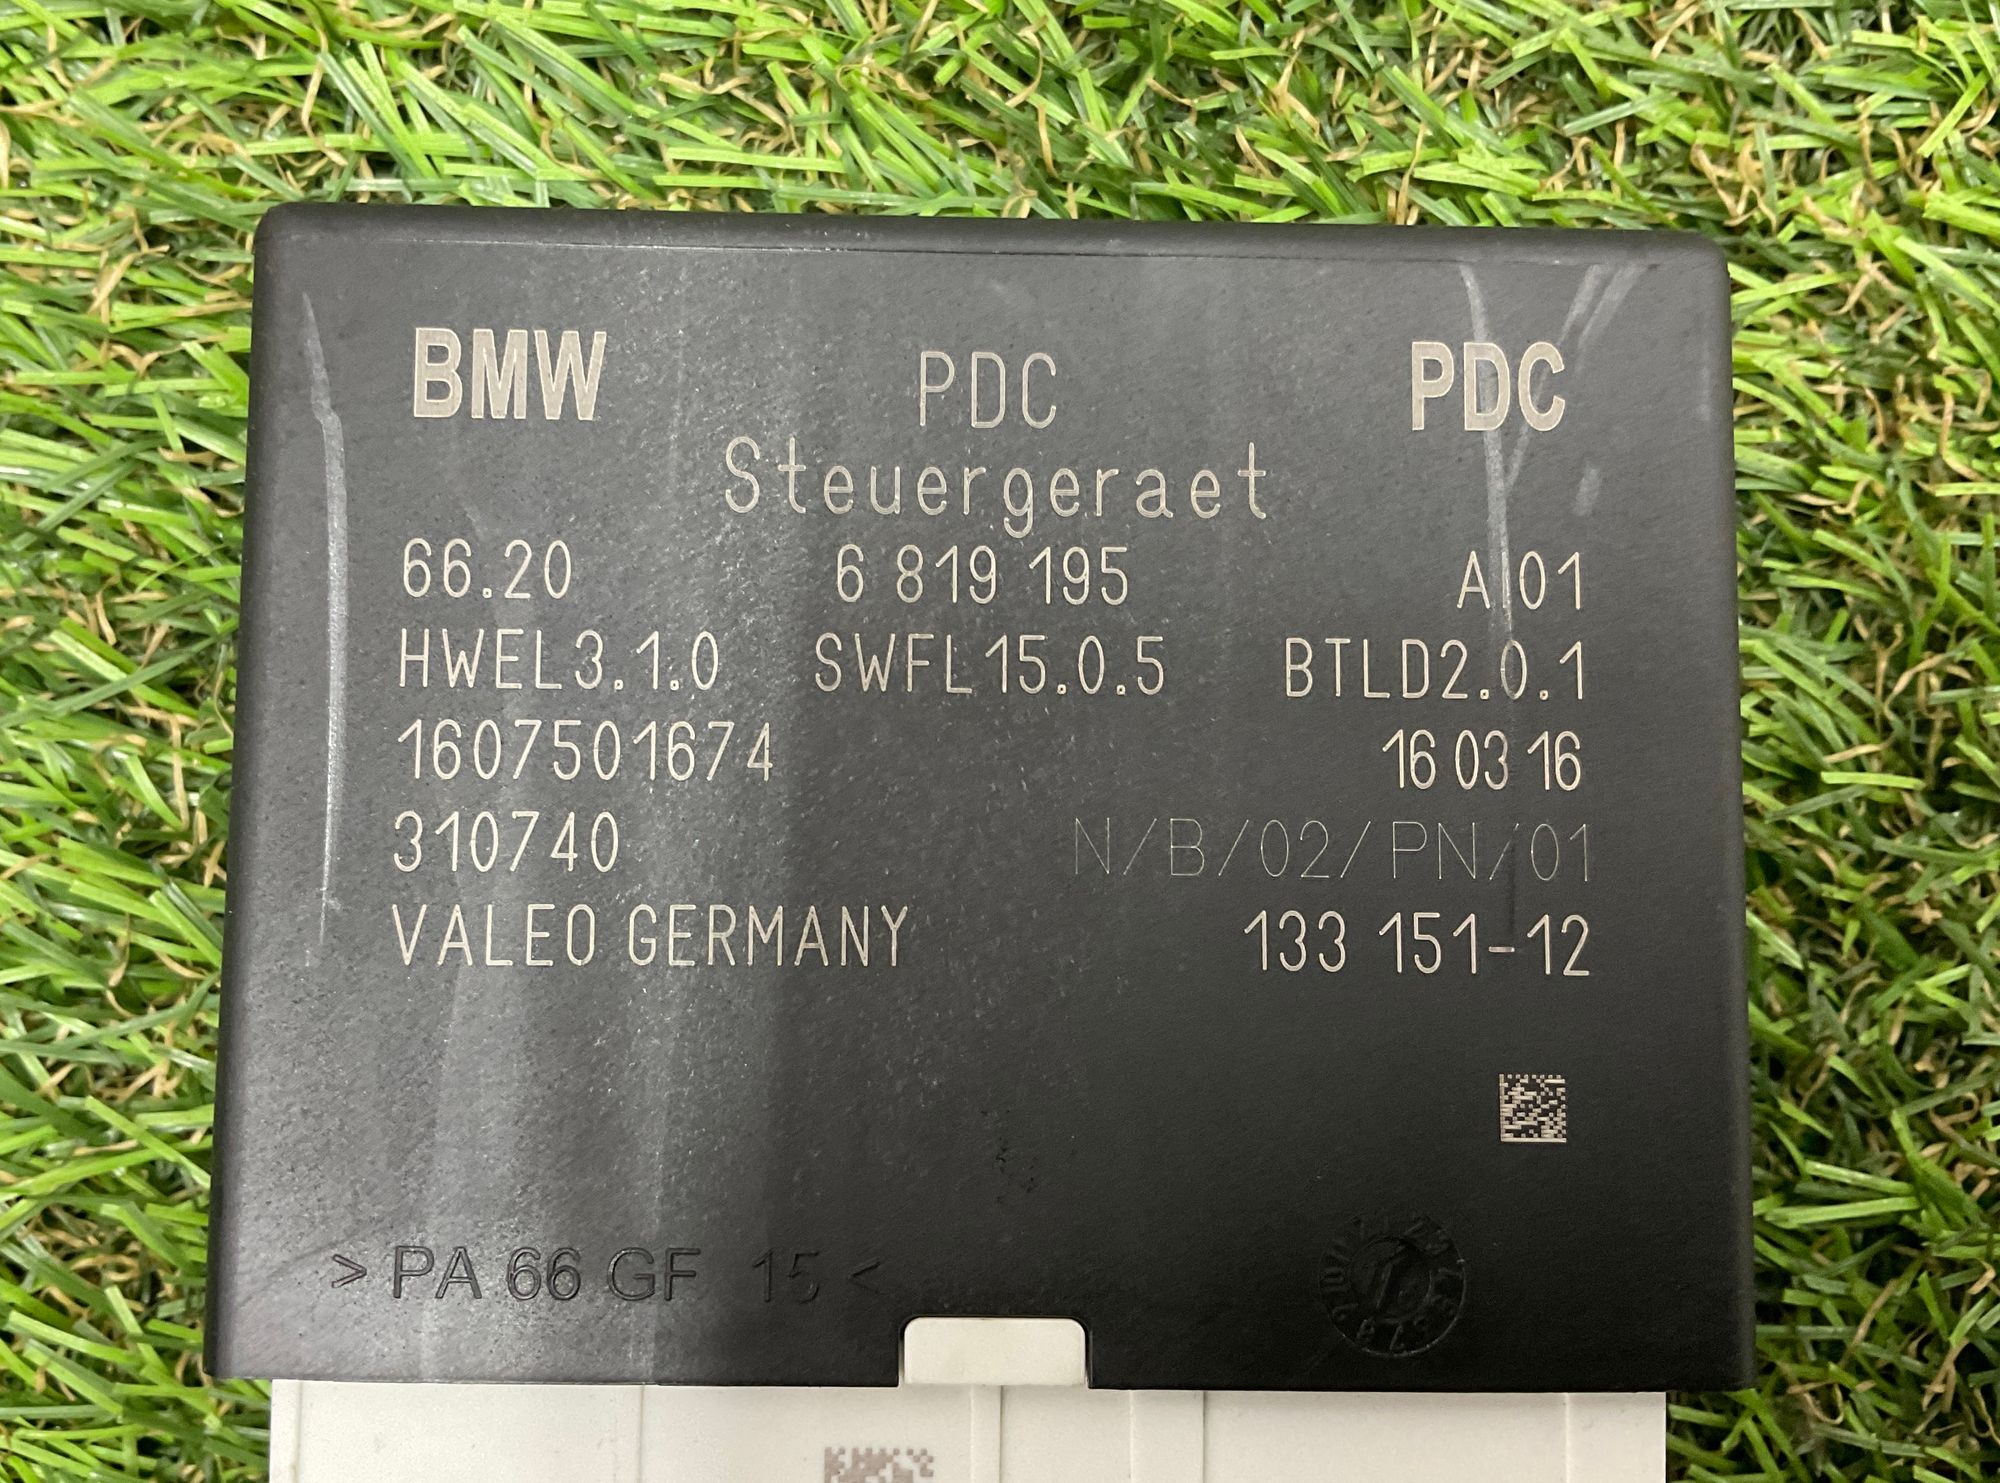 BMW PDC PDC
Steuergeraet
66.20 6 819 195 AI01
HWEL3.1.0 SWFL15.0.5 BTLD2.0.1
1607501674 16 03 16
310740 N/B/02/PN/01
VALEO GERMANY 133 151-12
>PA 66 GF 15<